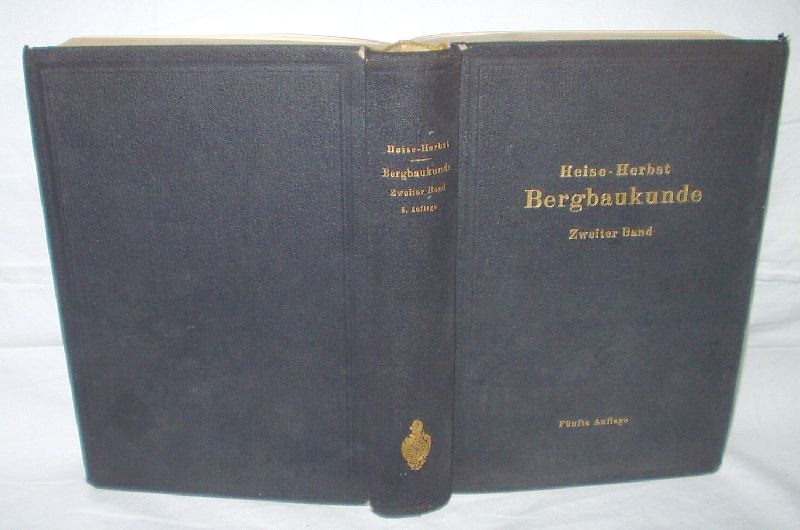 Heise-Herbst
Bergbaukunde
Zweiter Band
5. Auflage
Heise-Herbst
Bergbaukunde
Zweiter Band
Fünfte Auflage